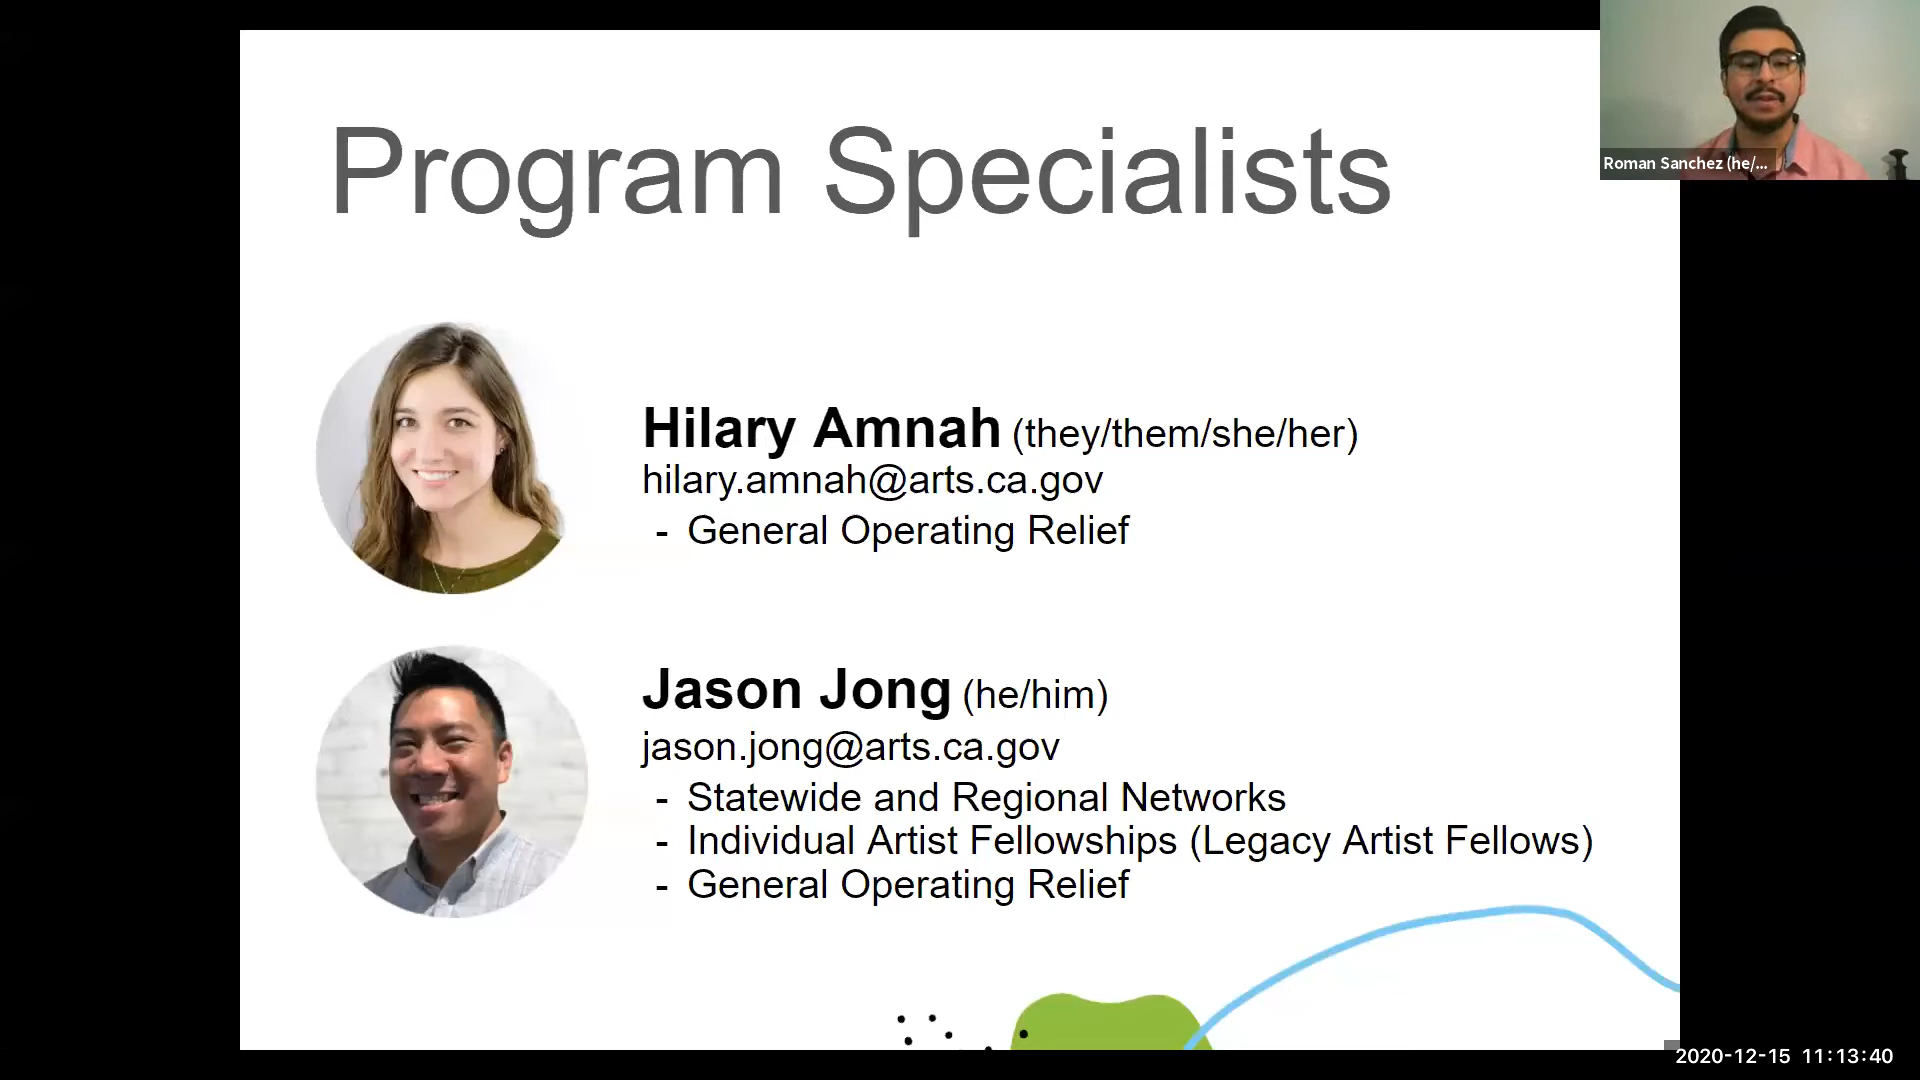 Program Specialists
Roman Sanchez (he/...
Hilary Amnah (they/them/she/her)
hilary.amnah@arts.ca.gov
- General Operating Relief
Jason Jong (he/him)
jason.jong@arts.ca.gov
- Statewide and Regional Networks
- Individual Artist Fellowships (Legacy Artist Fellows)
- General Operating Relief
2020-12-15 11:13:40